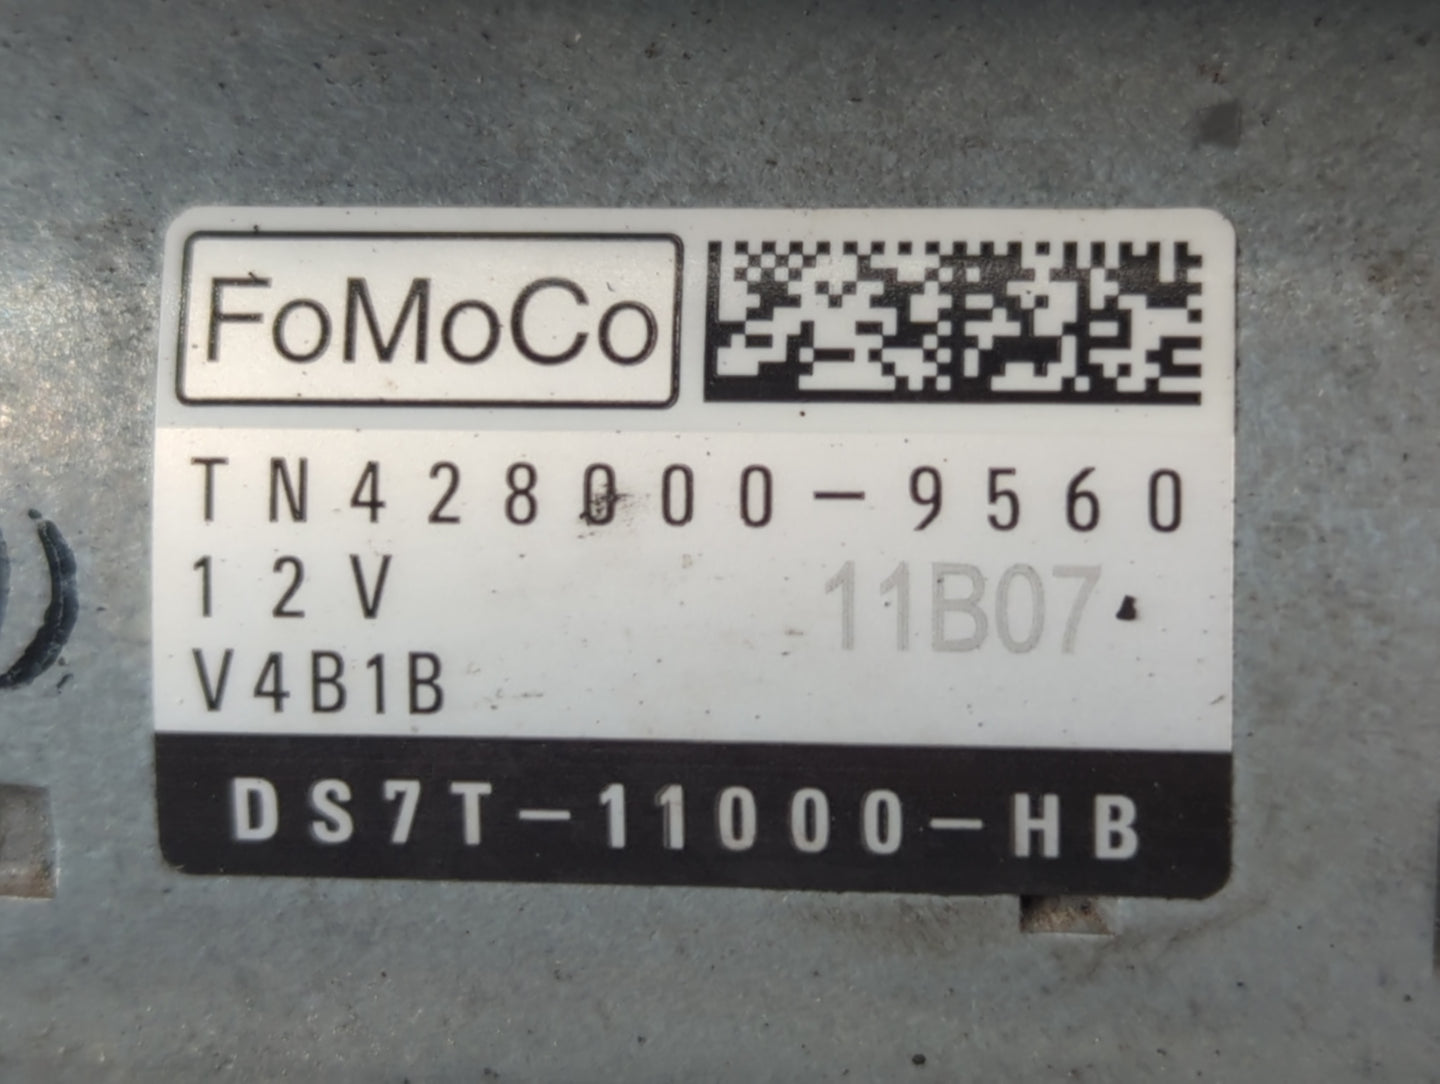 FoMoCo
TN428000-9560
12V 11B07
V4B1B
DS7T-11000-HB